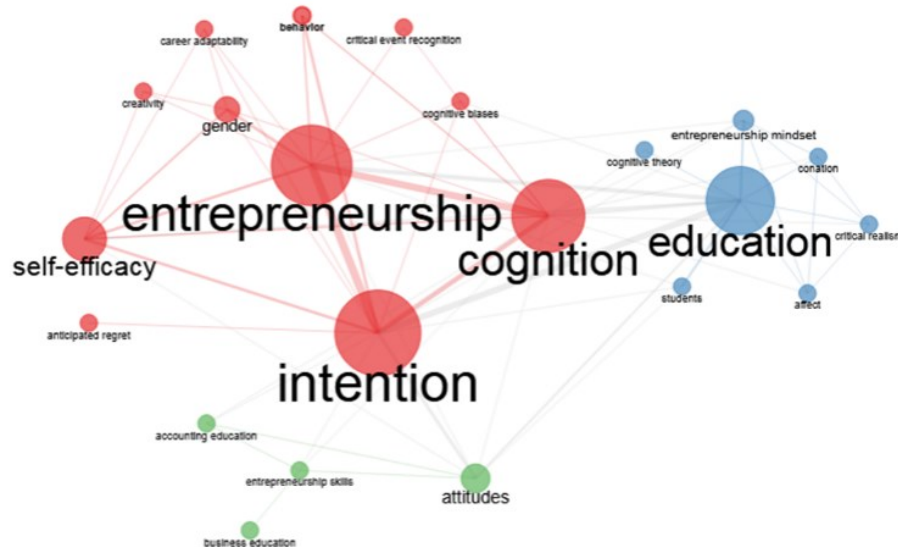 behavior
career adaptability
critical event recognition
creativity
cognitive biases
gender
entrepreneurship mindset
cognitive theory
conation
entrepreneurship
education
critical realism
cognition
self-efficacy
students
affect
anticipated regret
intention
accounting education
entrepreneurship skills
attitudes
business education